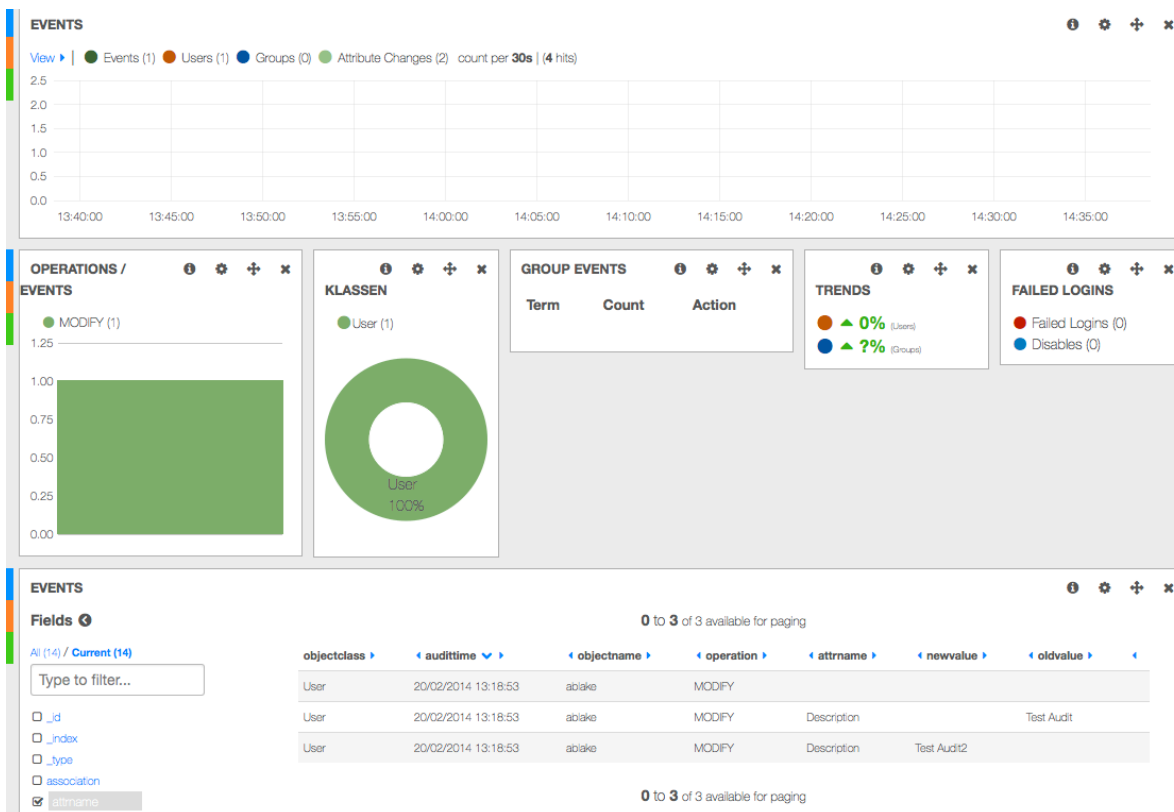 EVENTS
View Events (1) Users (1) Groups (0) Attribute Changes (2) count per 30s | (4 hits)
2.5
2.0
1.5
1.0
0.5
0.0
13:40:00 13:45:00 13:50:00 13:55:00 14:00:00 14:05:00 14:10:00 14:15:00 14:20:00 14:25:00 14:30:00 14:35:00
OPERATIONS /
EVENTS
MODIFY (1)
1.25
1.00
0.75
0.50
0.25
0.00
KLASSEN
User (1)
User
100%
GROUP EVENTS
Term Count Action
TRENDS
0% (Users)
?% (Groups)
FAILED LOGINS
Failed Logins (0)
Disables (0)
EVENTS
Fields
All (14) / Current (14)
Type to filter...
_id
_index
_type
association
attrname
0 to 3 of 3 available for paging
objectclass audittime objectname operation attrname newvalue oldvalue
User 20/02/2014 13:18:53 ablake MODIFY
User 20/02/2014 13:18:53 ablake MODIFY Description Test Audit
User 20/02/2014 13:18:53 ablake MODIFY Description Test Audit2
0 to 3 of 3 available for paging